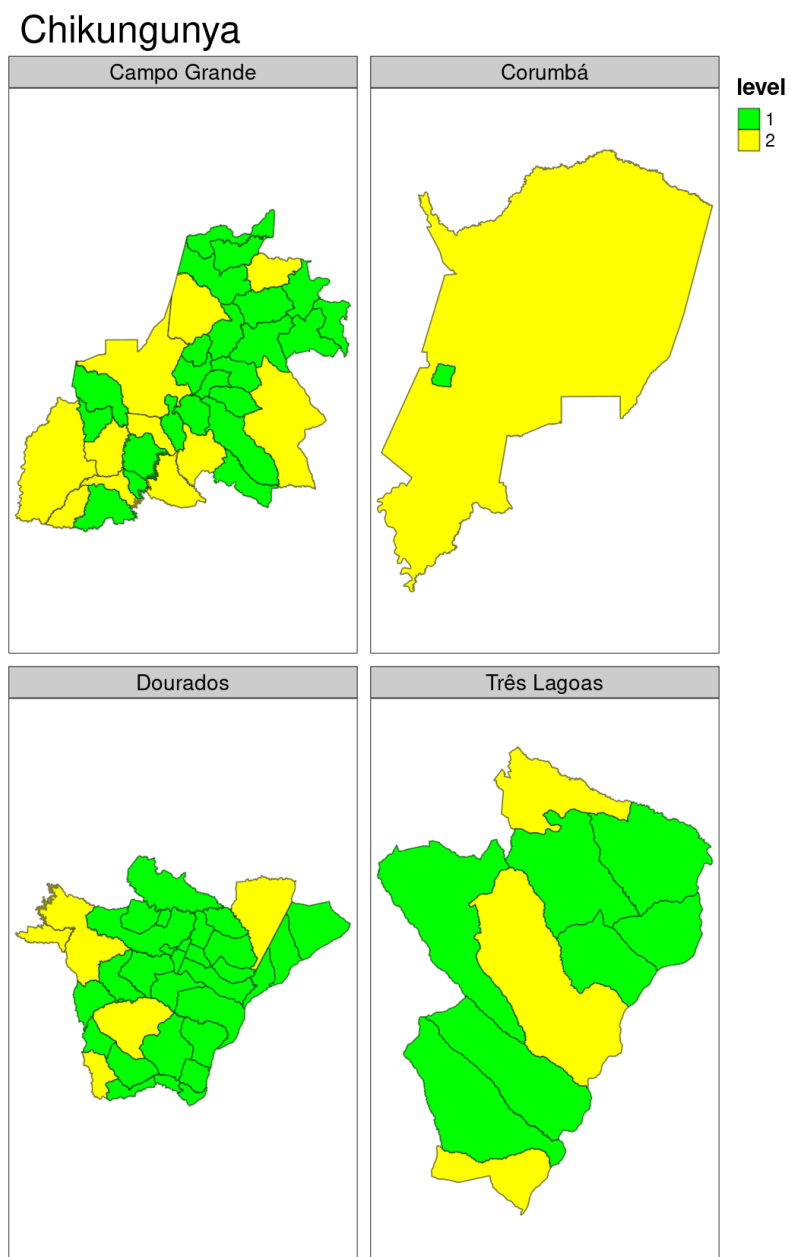 Chikungunya
Campo Grande
Corumbá
level
1
2
Dourados
Três Lagoas